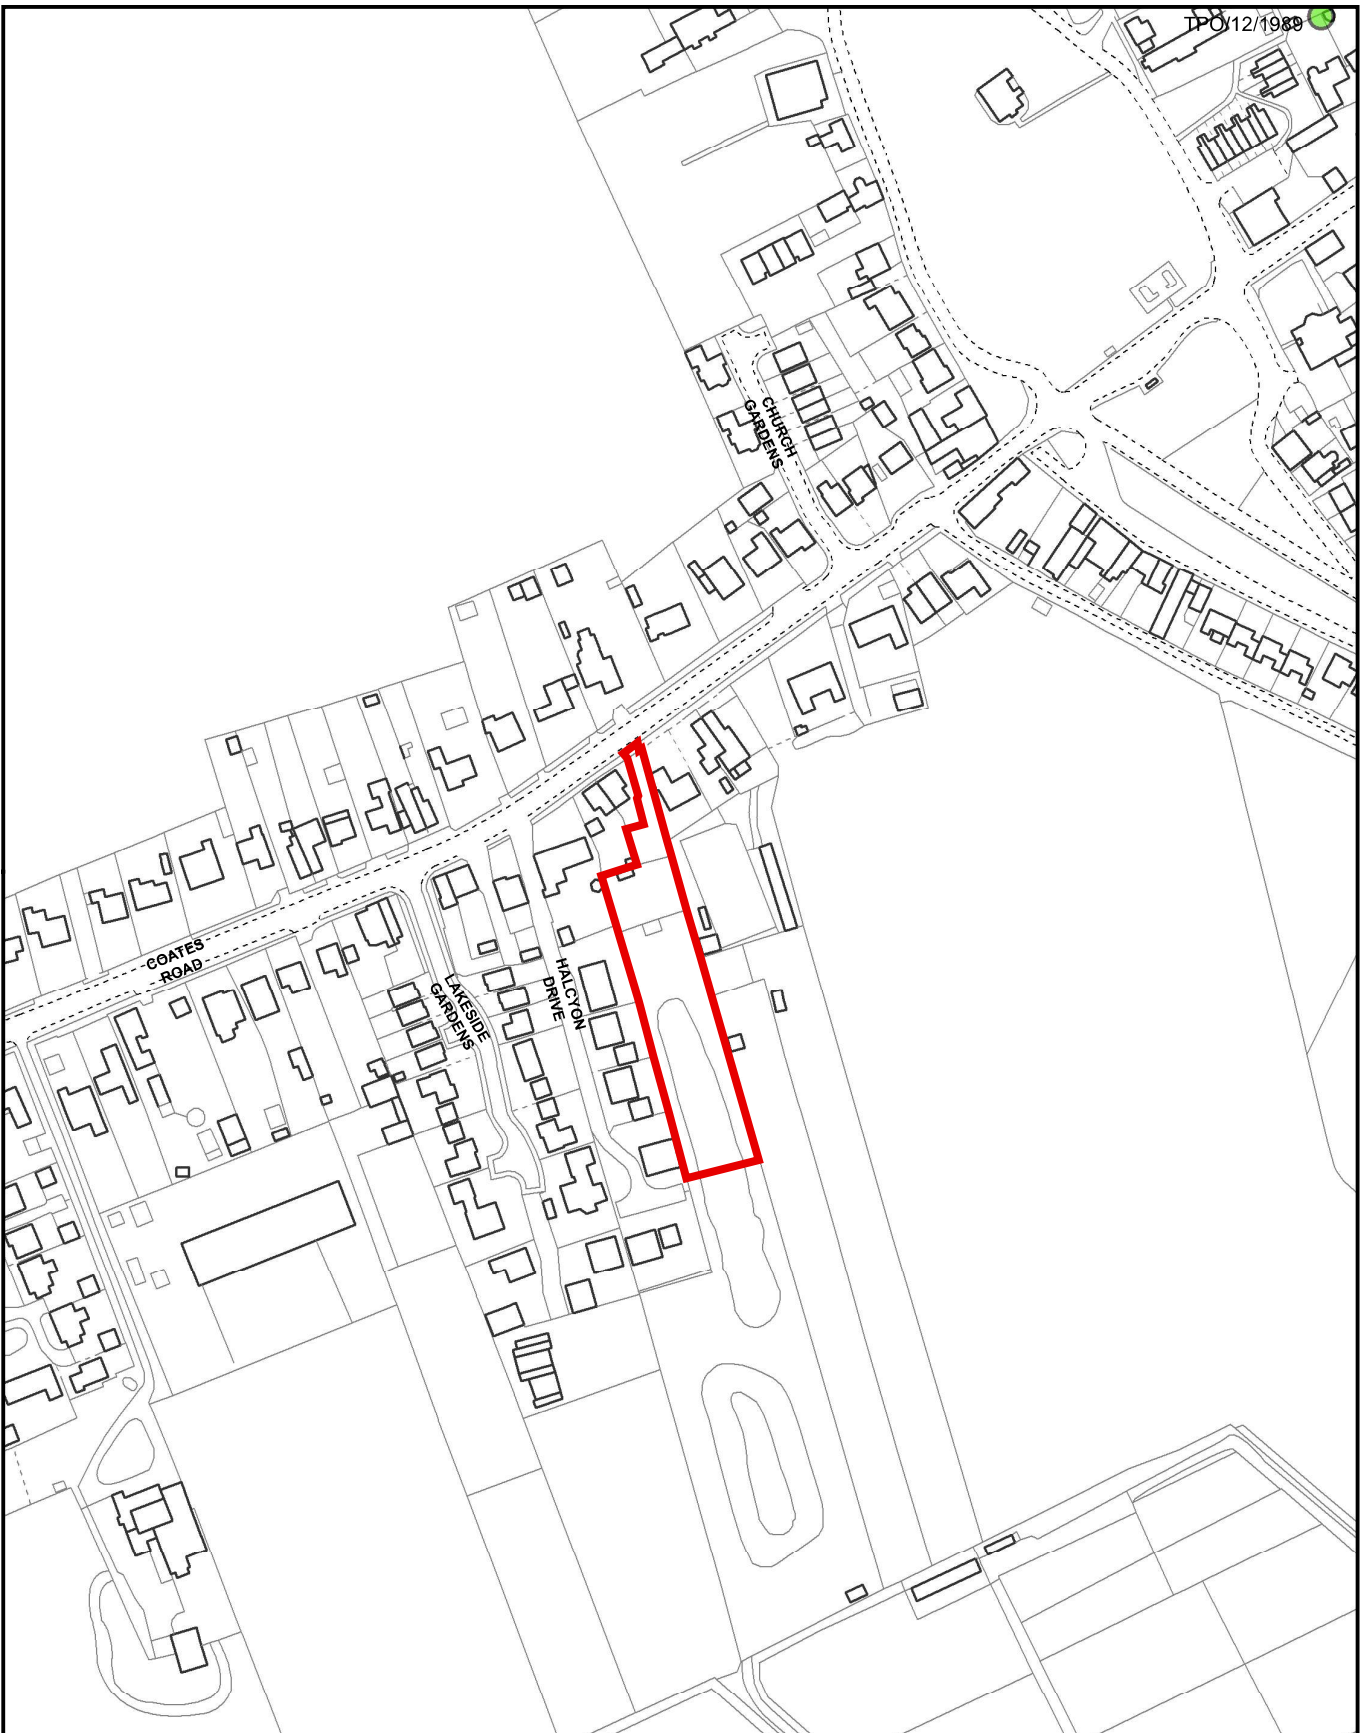 TPO/12/1989
CHURCH
GARDENS
COATES
ROAD
LAKESIDE
GARDENS
HALCYON
DRIVE